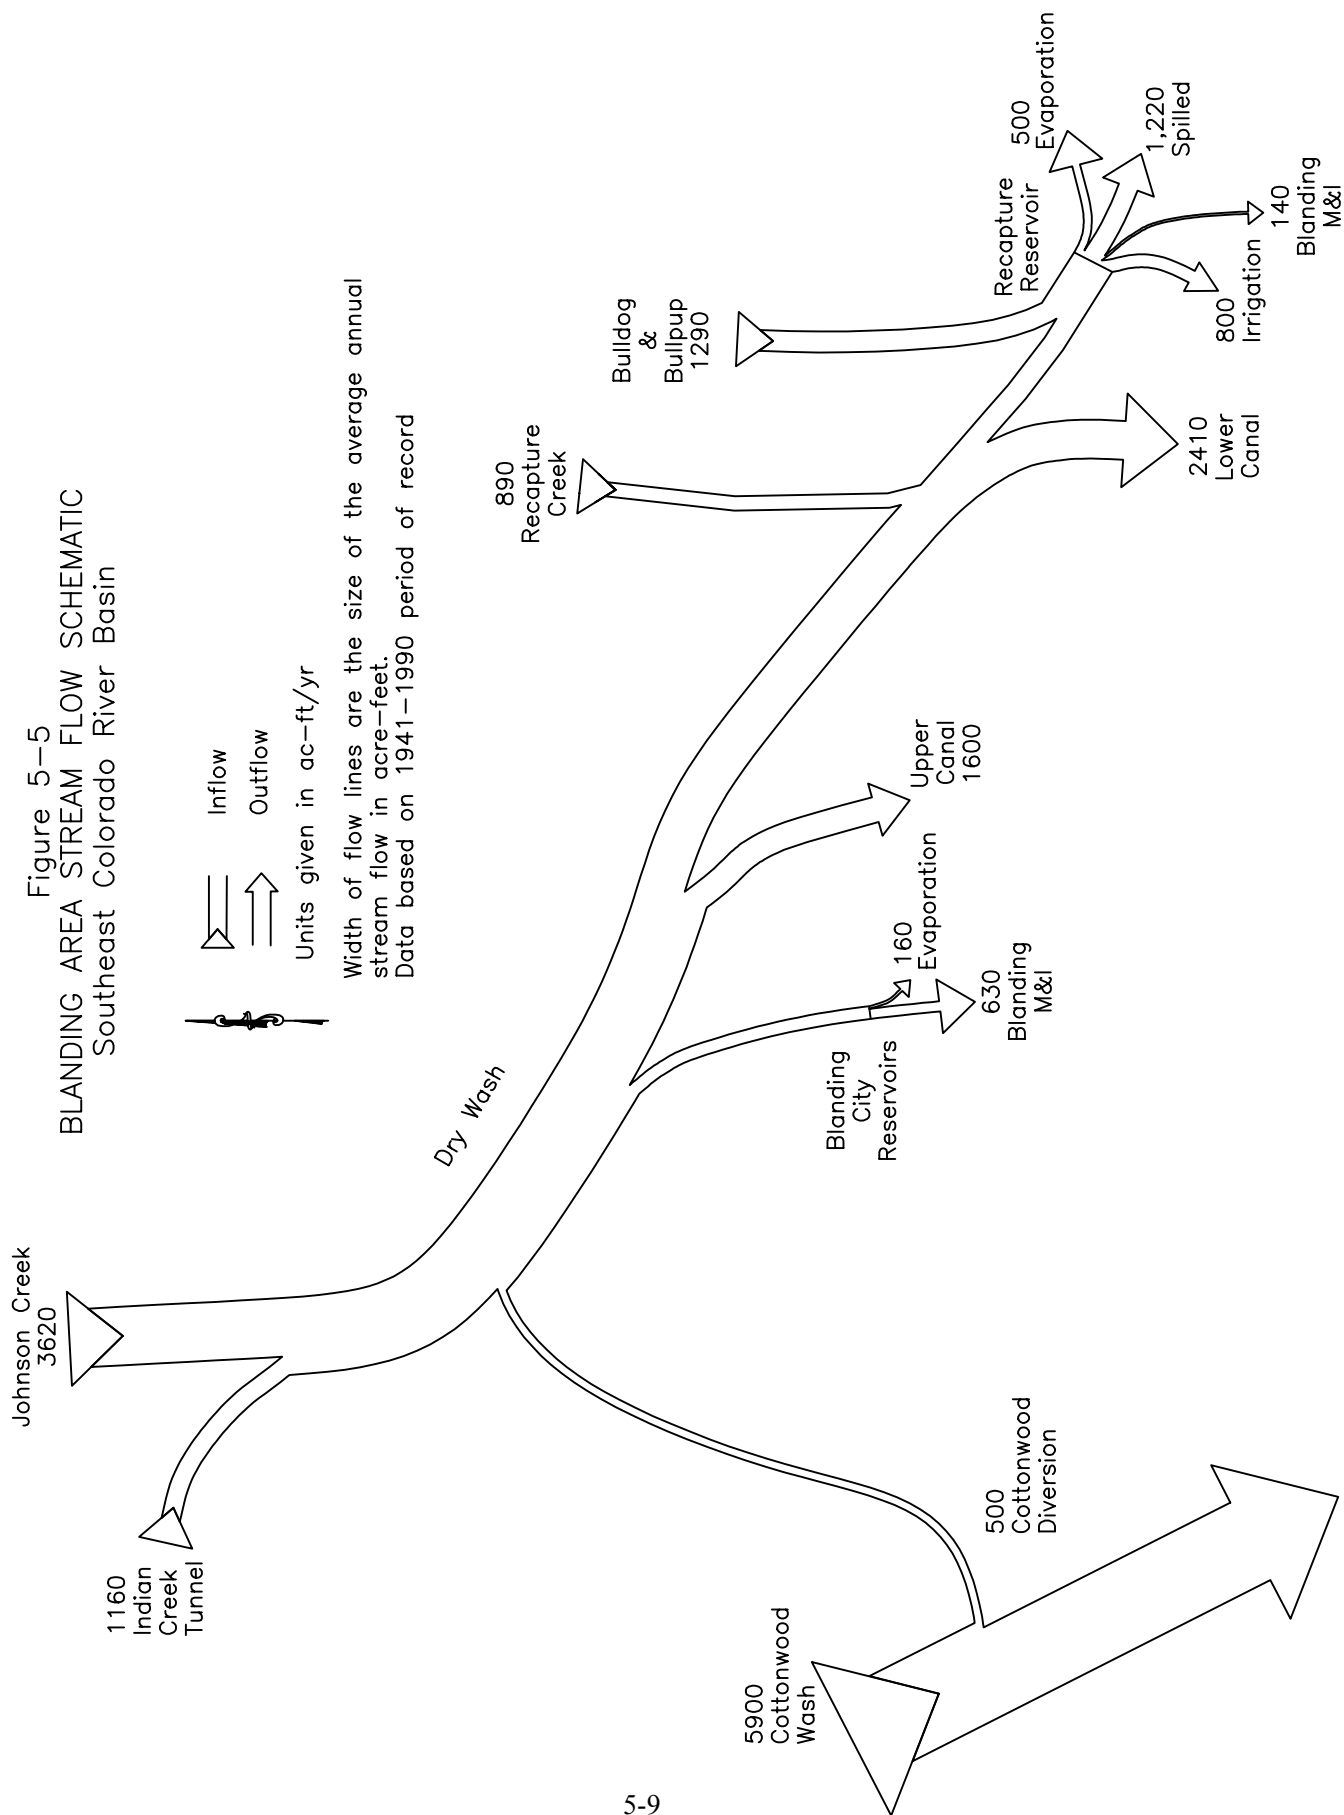 Figure 5-5
BLANDING AREA STREAM FLOW SCHEMATIC
Southeast Colorado River Basin
Inflow
Outflow
Units given in ac-ft/yr
Width of flow lines are the size of the average annual
stream flow in acre-feet.
Data based on 1941-1990 period of record
Johnson Creek
3620
1160
Indian
Creek
Tunnel
Dry Wash
5900
Cottonwood
Wash
500
Cottonwood
Diversion
Blanding
City
Reservoirs
160
Evaporation
630
Blanding
M&I
Upper
Canal
1600
890
Recapture
Creek
Bulldog
&
Bullpup
1290
2410
Lower
Canal
Recapture
Reservoir
500
Evaporation
1,220
Spilled
140
Blanding
M&I
800
Irrigation
5-9